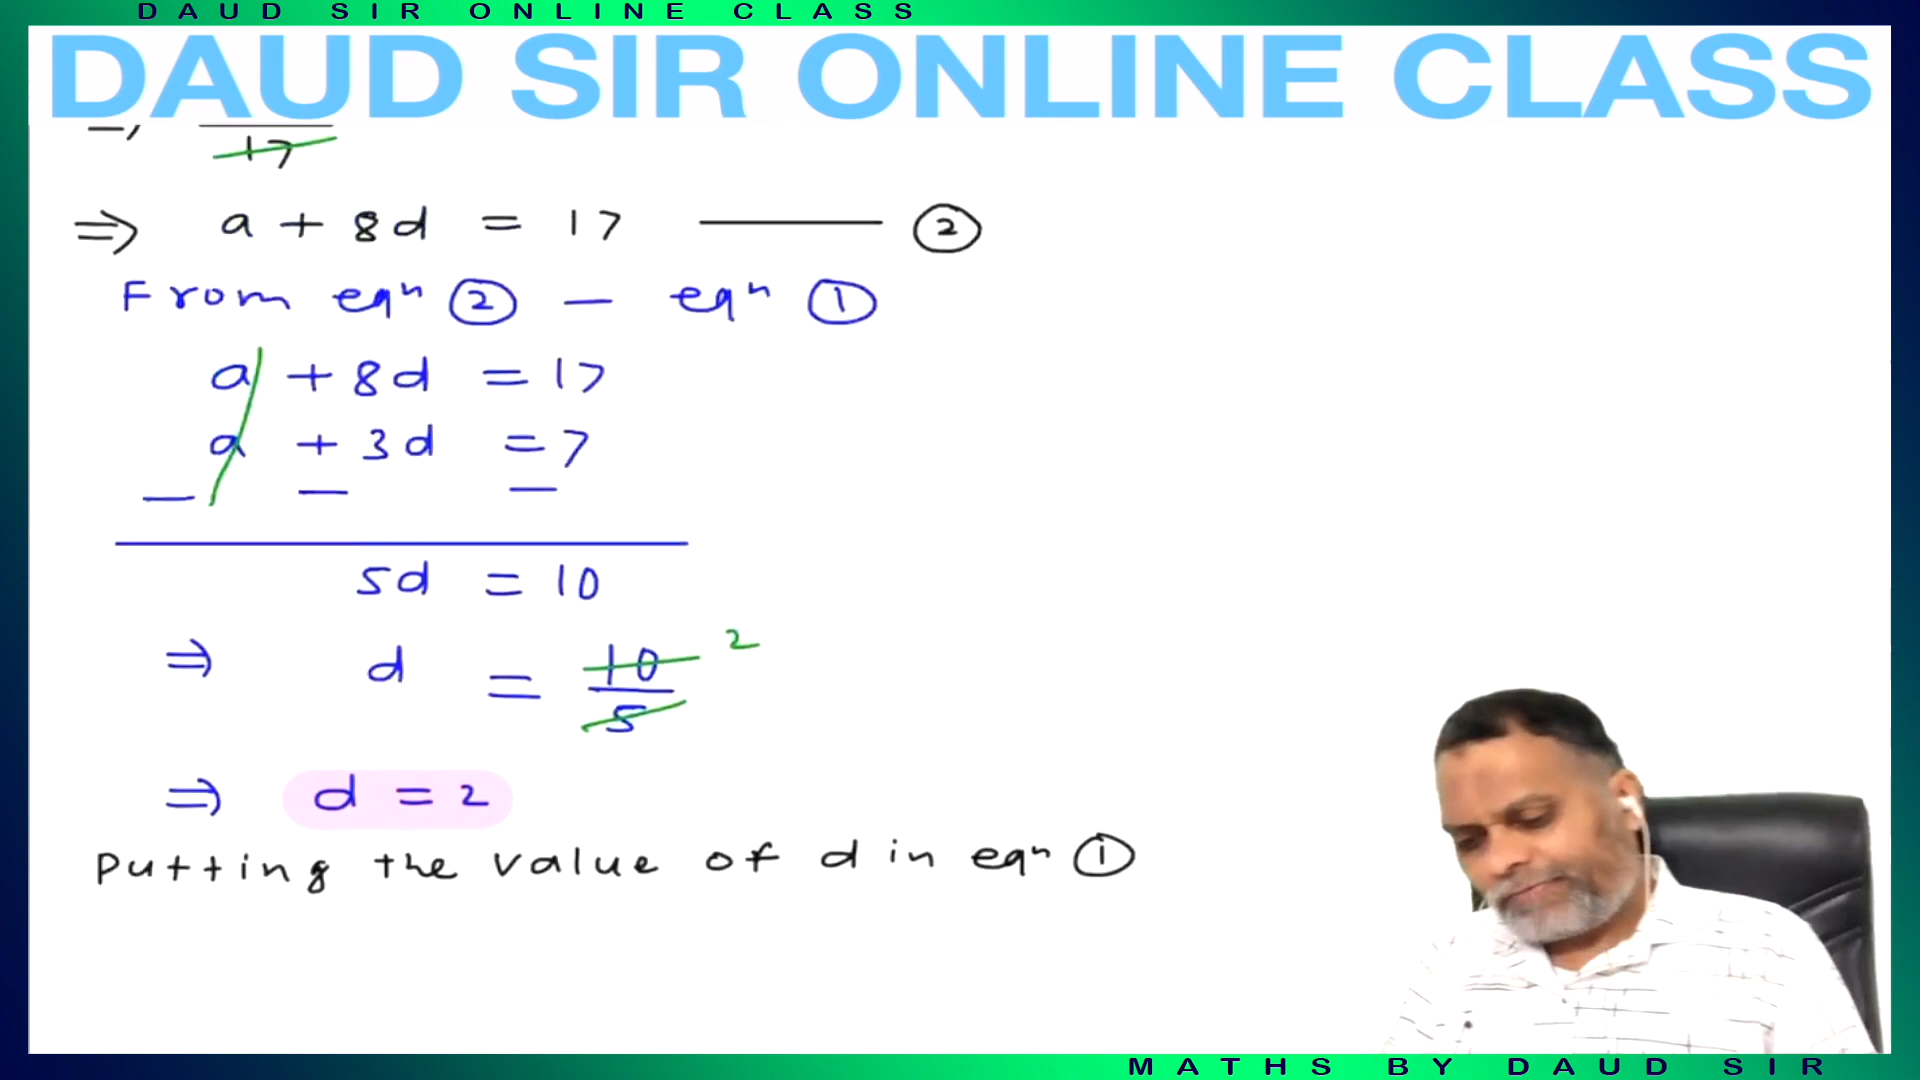 DAUD SIR ONLINE CLASS
DAUD SIR ONLINE CLASS
17
⇒ a + 8d = 17 —— ②
From eqⁿ ② — eqⁿ ①
a + 8d = 17
a + 3d = 7
— — —
5d = 10
⇒ d = 10/5 2
⇒ d = 2
Putting the value of d in eqⁿ ①
MATHS BY DAUD SIR